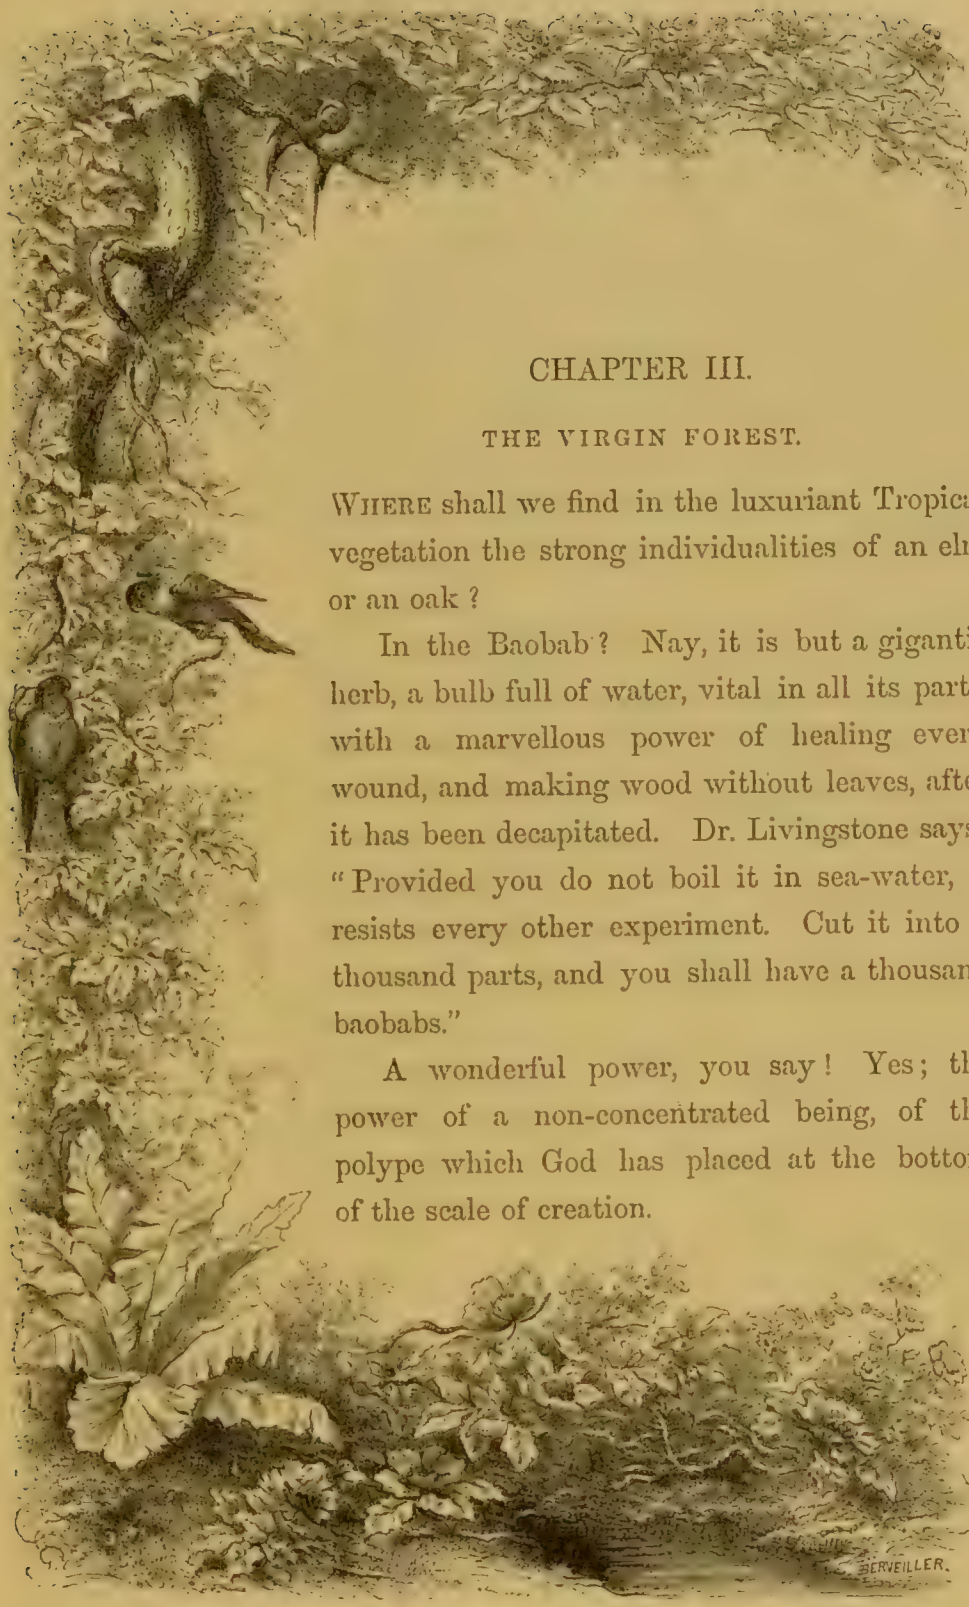 CHAPTER III.
THE VIRGIN FOREST.
WHERE shall we find in the luxuriant Tropica
vegetation the strong individualities of an el
or an oak ?
In the Baobab ? Nay, it is but a giganti
herb, a bulb full of water, vital in all its part
with a marvellous power of healing ever
wound, and making wood without leaves, afte
it has been decapitated. Dr. Livingstone says
“Provided you do not boil it in sea-water,
resists every other experiment. Cut it into
thousand parts, and you shall have a thousan
baobabs.”
A wonderful power, you say ! Yes ; th
power of a non-concentrated being, of th
polype which God has placed at the botto
of the scale of creation.
BERVEILLER.